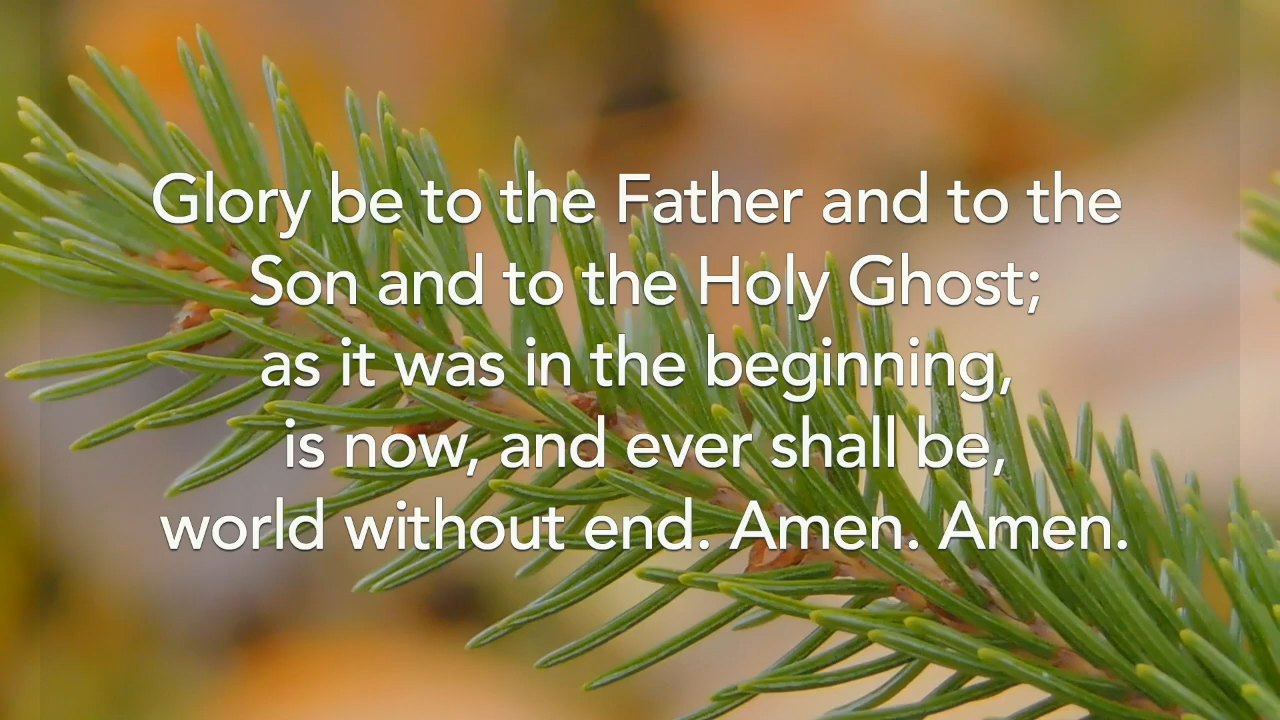 Glory be to the Father and to the
Son and to the Holy Ghost;
as it was in the beginning,
is now, and ever shall be,
world without end. Amen. Amen.